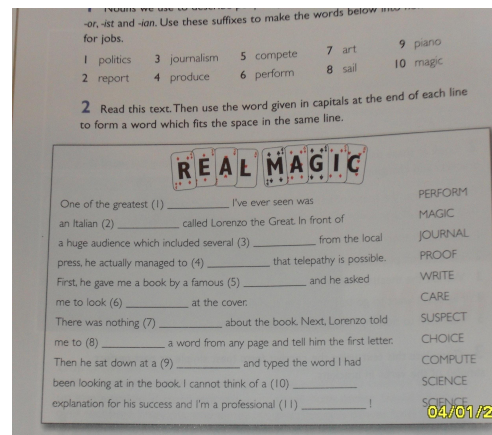 -or, -ist and -ian. Use these suffixes to make the words below into
for jobs.
1 politics 3 journalism 5 compete 7 art 9 piano
2 report 4 produce 6 perform 8 sail 10 magic
2 Read this text. Then use the word given in capitals at the end of each line
to form a word which fits the space in the same line.
REAL MAGIC
One of the greatest (1) __________ I've ever seen was PERFORM
an Italian (2) __________ called Lorenzo the Great. In front of MAGIC
a huge audience which included several (3) __________ from the local JOURNAL
press, he actually managed to (4) __________ that telepathy is possible. PROOF
First, he gave me a book by a famous (5) __________ and he asked WRITE
me to look (6) __________ at the cover. CARE
There was nothing (7) __________ about the book. Next, Lorenzo told SUSPECT
me to (8) __________ a word from any page and tell him the first letter. CHOICE
Then he sat down at a (9) __________ and typed the word I had COMPUTE
been looking at in the book. I cannot think of a (10) __________ SCIENCE
explanation for his success and I'm a professional (11) __________ ! SCIENCE
04/01/2